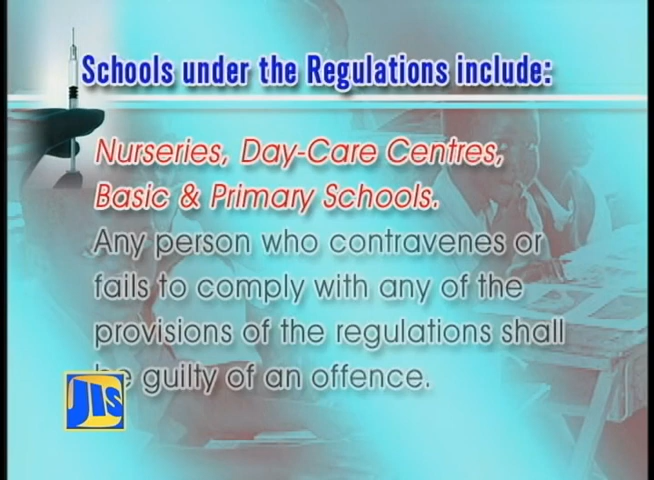 Schools under the Regulations include:
Nurseries, Day-Care Centres,
Basic & Primary Schools.
Any person who contravenes or
fails to comply with any of the
provisions of the regulations shall
be guilty of an offence.
JIS